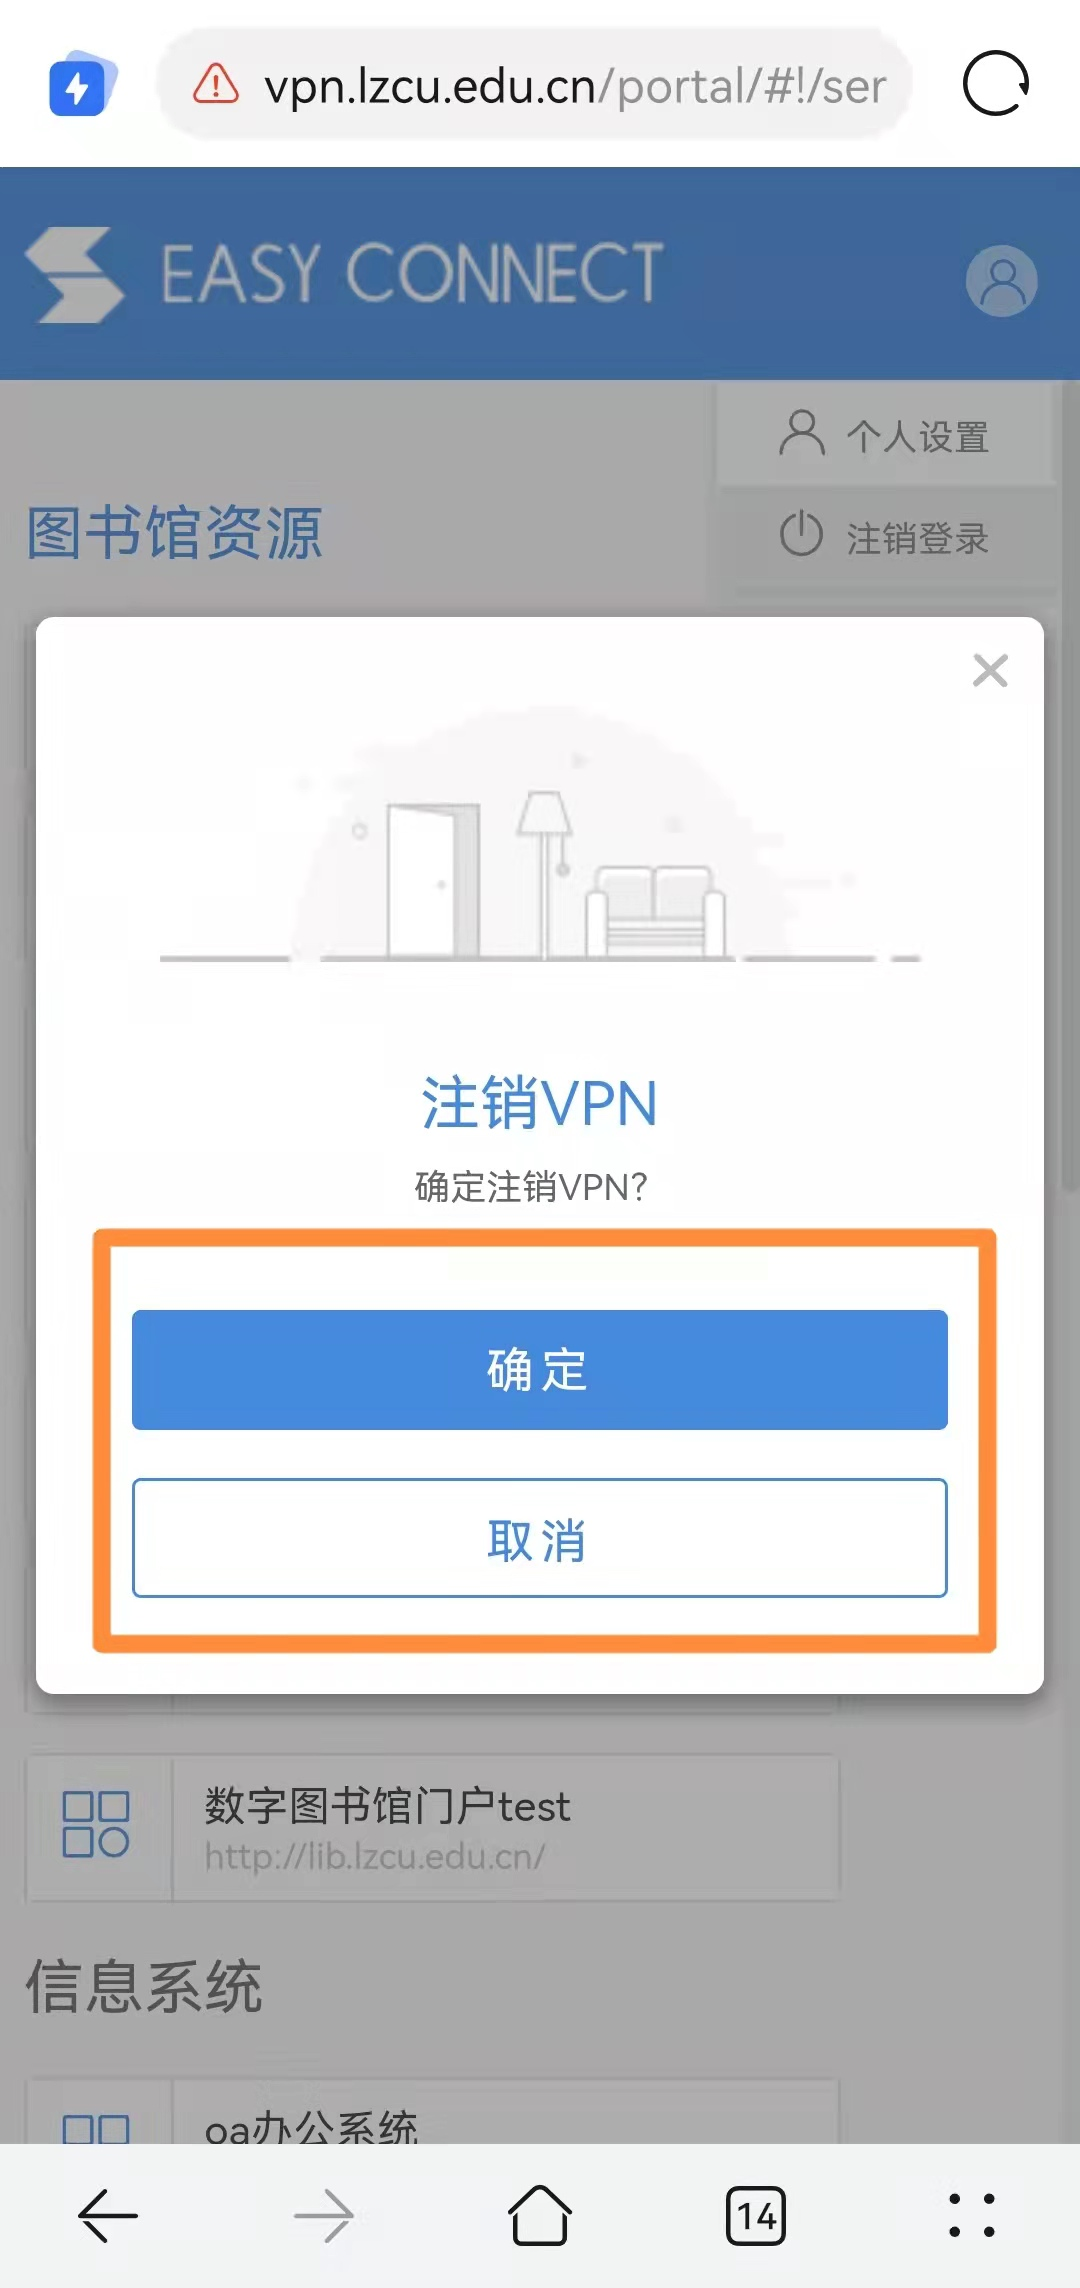 vpn.lzcu.edu.cn/portal/#!/ser
EASY CONNECT
个人设置
图书馆资源
注销登录
注销VPN
确定注销VPN?
确定
取消
数字图书馆门户test
http://lib.lzcu.edu.cn/
信息系统
oa办公系统
14